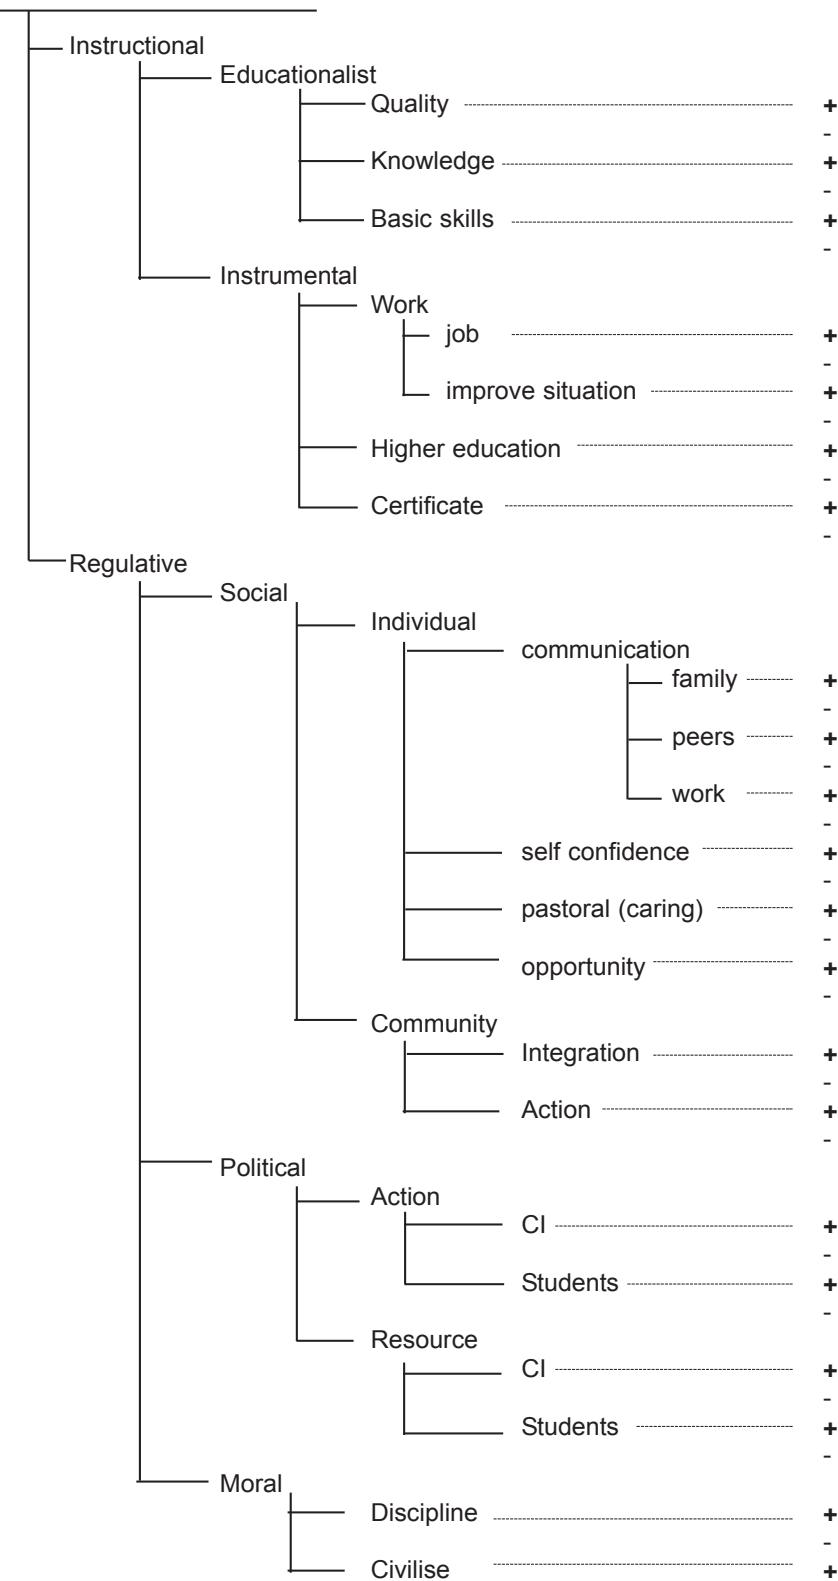 Instructional
Educationalist
Quality +
-
Knowledge +
-
Basic skills +
-
Instrumental
Work
job +
-
improve situation +
-
Higher education +
-
Certificate +
-
Regulative
Social
Individual
communication
family +
-
peers +
-
work +
-
self confidence +
-
pastoral (caring) +
-
opportunity +
-
Community
Integration +
-
Action +
-
Political
Action
CI +
-
Students +
-
Resource
CI +
-
Students +
-
Moral
Discipline +
-
Civilise +